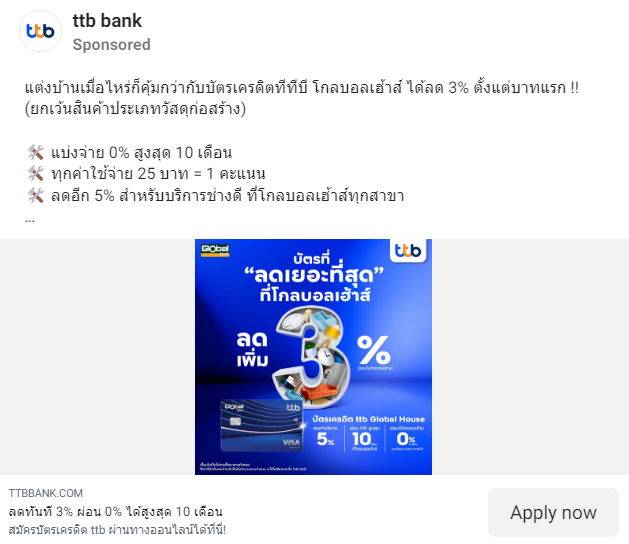 ttb
ttb bank
Sponsored
แต่งบ้านเมื่อไหร่ก็คุ้มกว่ากับบัตรเครดิตทีทีบี โกลบอลเฮ้าส์ ได้ลด 3% ตั้งแต่บาทแรก !!
(ยกเว้นสินค้าประเภทวัสดุก่อสร้าง)
🛠️ แบ่งจ่าย 0% สูงสุด 10 เดือน
🛠️ ทุกค่าใช้จ่าย 25 บาท = 1 คะแนน
🛠️ ลดอีก 5% สำหรับบริการช่างดี ที่โกลบอลเฮ้าส์ทุกสาขา
...
Global
ttb
บัตรที่
“ลดเยอะที่สุด”
ที่โกลบอลเฮ้าส์
ลด
เพิ่ม
3%
Global
ttb
VISA
บัตรเครดิต ttb Global House
5%
10
0%
TTBBANK.COM
ลดทันที 3% ผ่อน 0% ได้สูงสุด 10 เดือน
สมัครบัตรเครดิต ttb ผ่านทางออนไลน์ได้ที่นี่!
Apply now